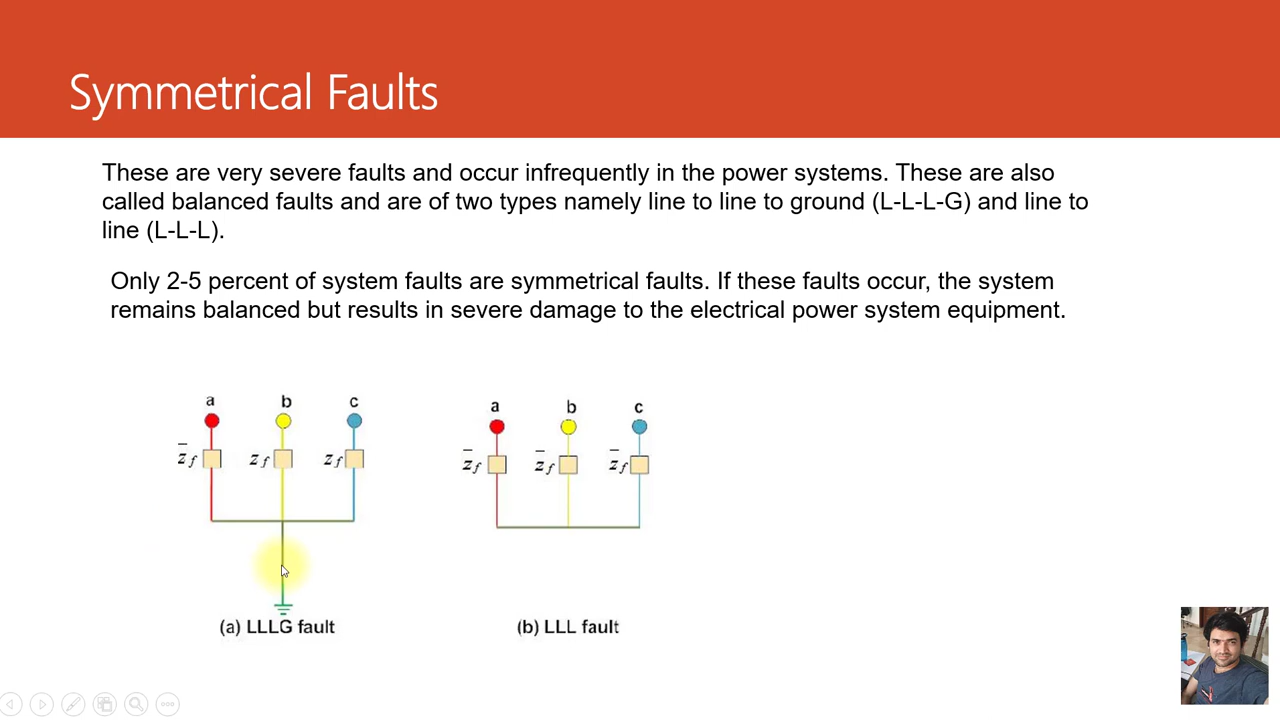 Symmetrical Faults
These are very severe faults and occur infrequently in the power systems. These are also
called balanced faults and are of two types namely line to line to ground (L-L-L-G) and line to
line (L-L-L).
Only 2-5 percent of system faults are symmetrical faults. If these faults occur, the system
remains balanced but results in severe damage to the electrical power system equipment.
a b c
z̄f zf zf
(a) LLLG fault
a b c
z̄f z̄f z̄f
(b) LLL fault